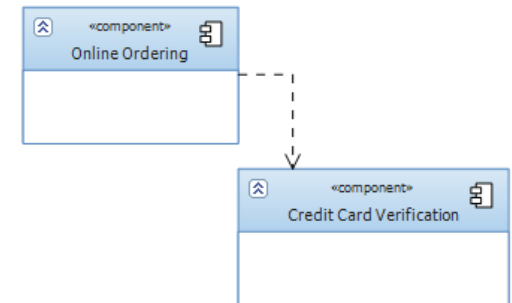 «component»
Online Ordering
«component»
Credit Card Verification